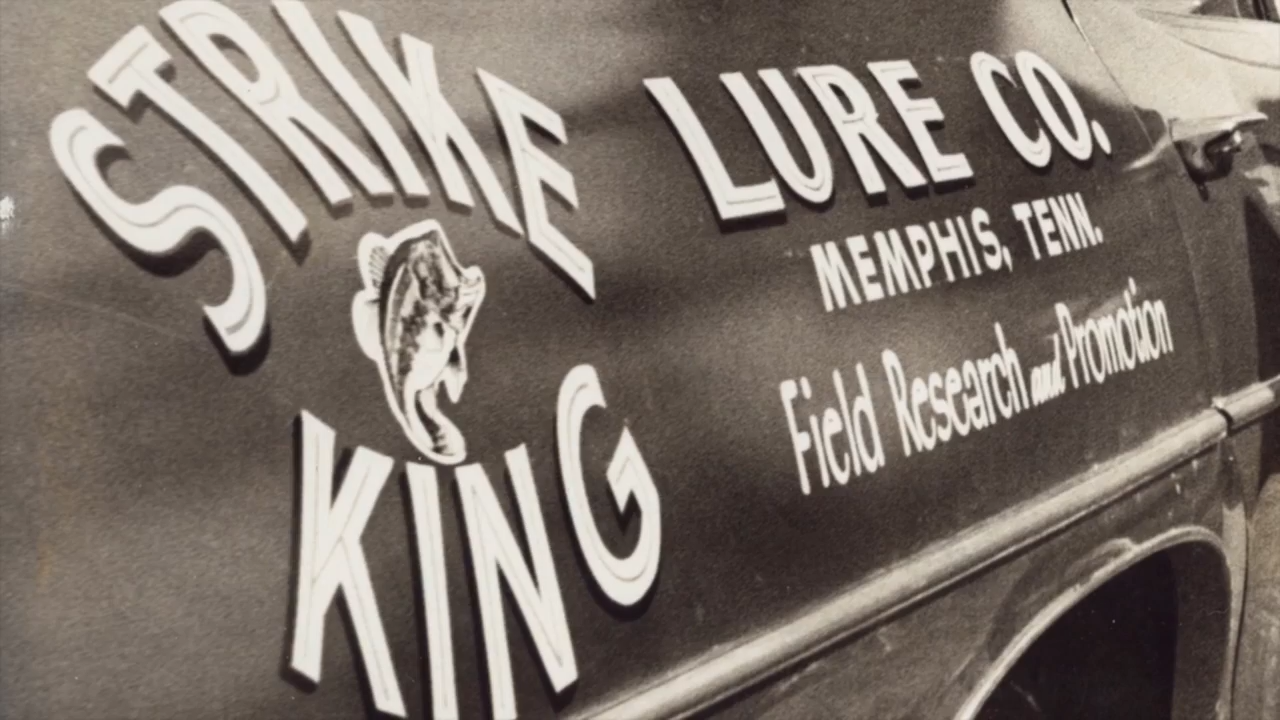 STRIKE
KING
LURE CO.
MEMPHIS, TENN.
Field Research and Promotion